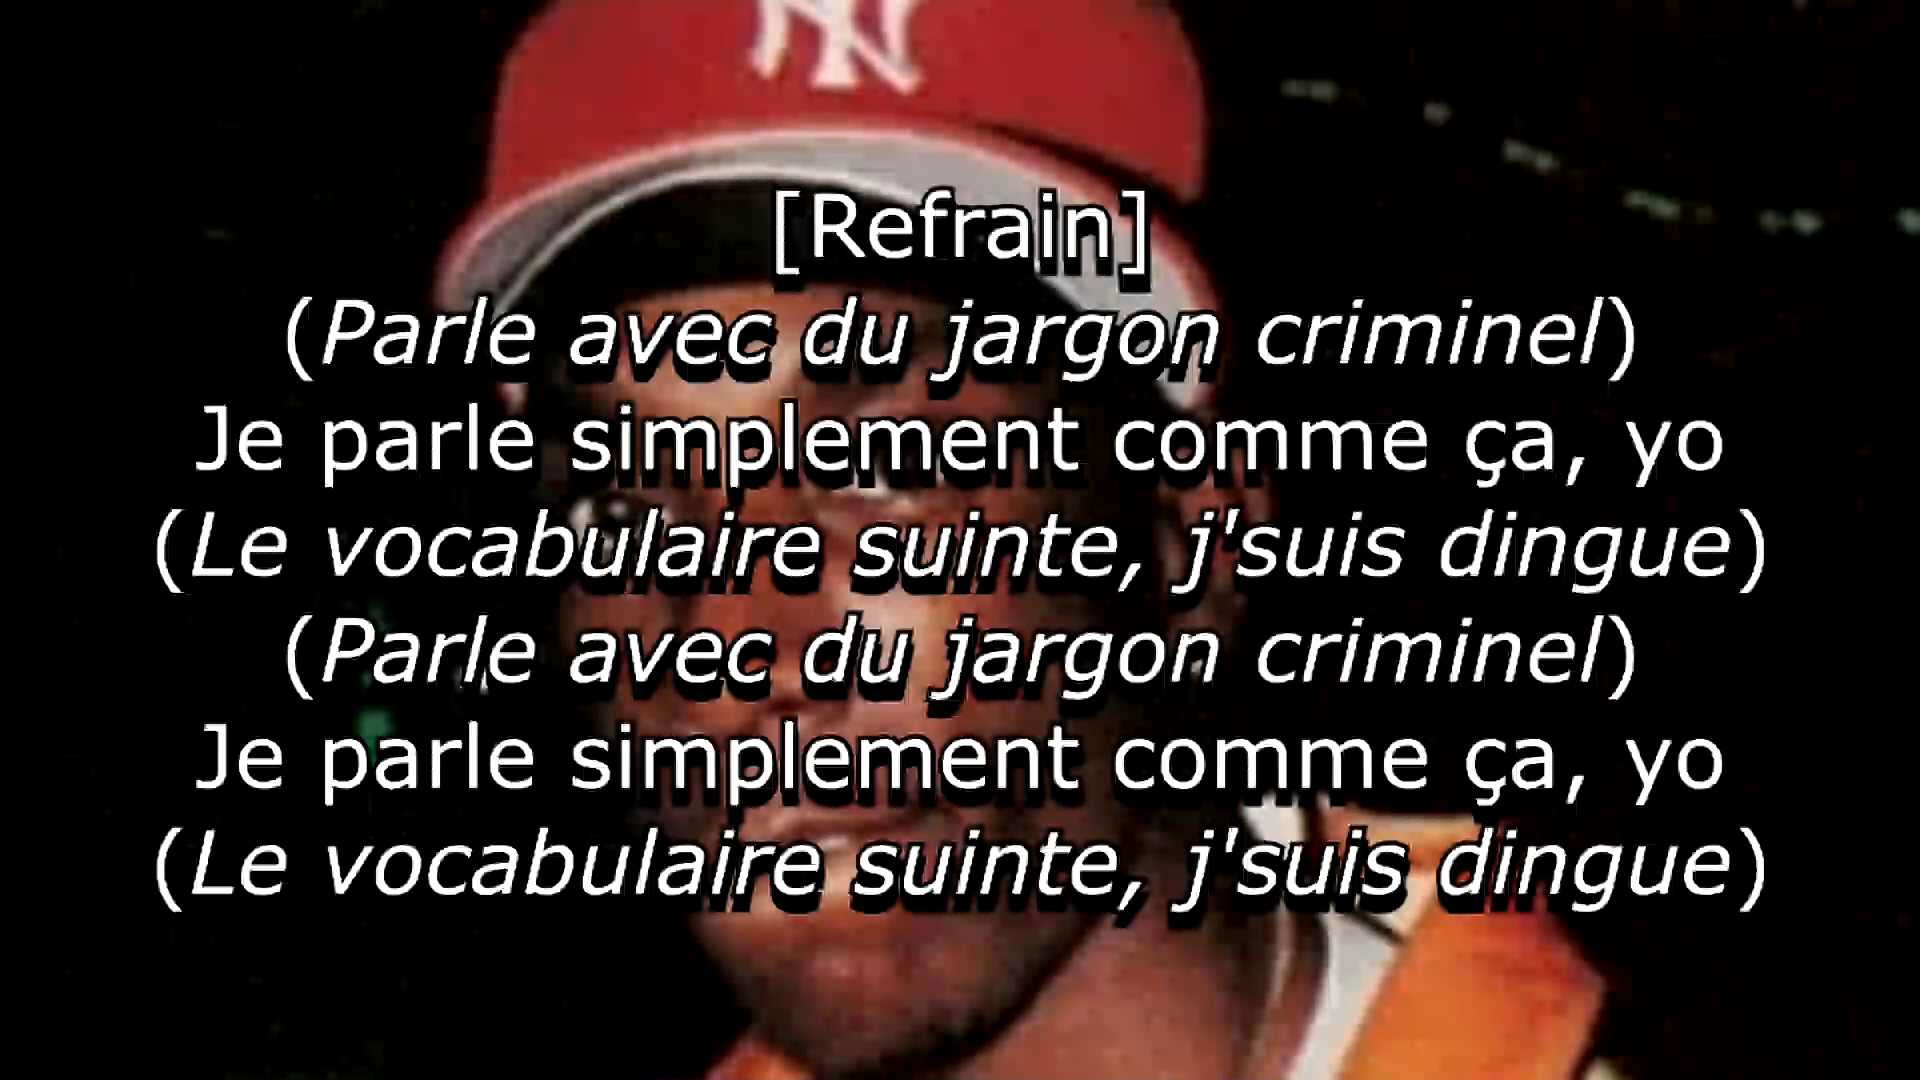 NY
[Refrain]
(Parle avec du jargon criminel)
Je parle simplement comme ça, yo
(Le vocabulaire suinte, j'suis dingue)
(Parle avec du jargon criminel)
Je parle simplement comme ça, yo
(Le vocabulaire suinte, j'suis dingue)